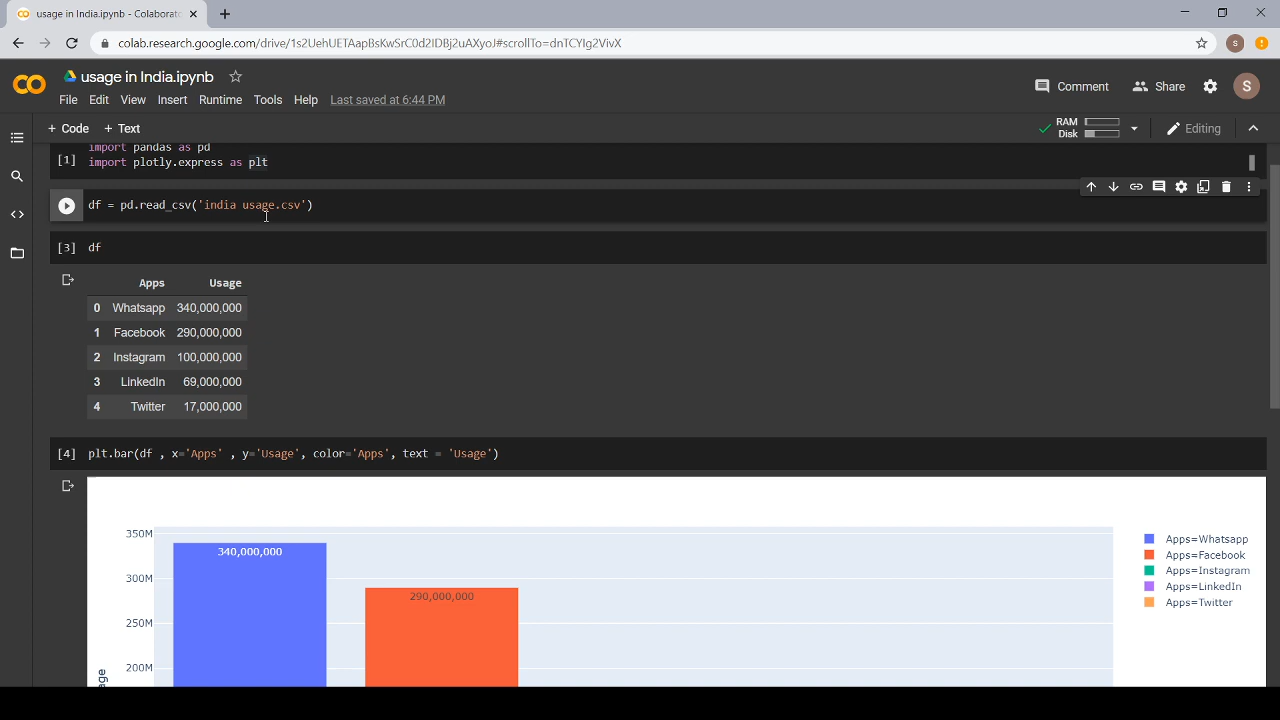 usage in India.ipynb - Colaborato
colab.research.google.com/drive/1s2UehUETAapBsKwSrC0d2IDBj2uAXyoJ#scrollTo=dnTCYIg2VivX
S
usage in India.ipynb
File Edit View Insert Runtime Tools Help Last saved at 6:44 PM
Comment Share S
+ Code + Text
RAM
Disk
Editing
import pandas as pd
[1] import plotly.express as plt
df = pd.read_csv('india usage.csv')
[3] df
Apps Usage
0 Whatsapp 340,000,000
1 Facebook 290,000,000
2 Instagram 100,000,000
3 LinkedIn 69,000,000
4 Twitter 17,000,000
[4] plt.bar(df , x='Apps' , y='Usage', color='Apps', text = 'Usage')
350M
300M
250M
200M
340,000,000
290,000,000
Apps=Whatsapp
Apps=Facebook
Apps=Instagram
Apps=LinkedIn
Apps=Twitter